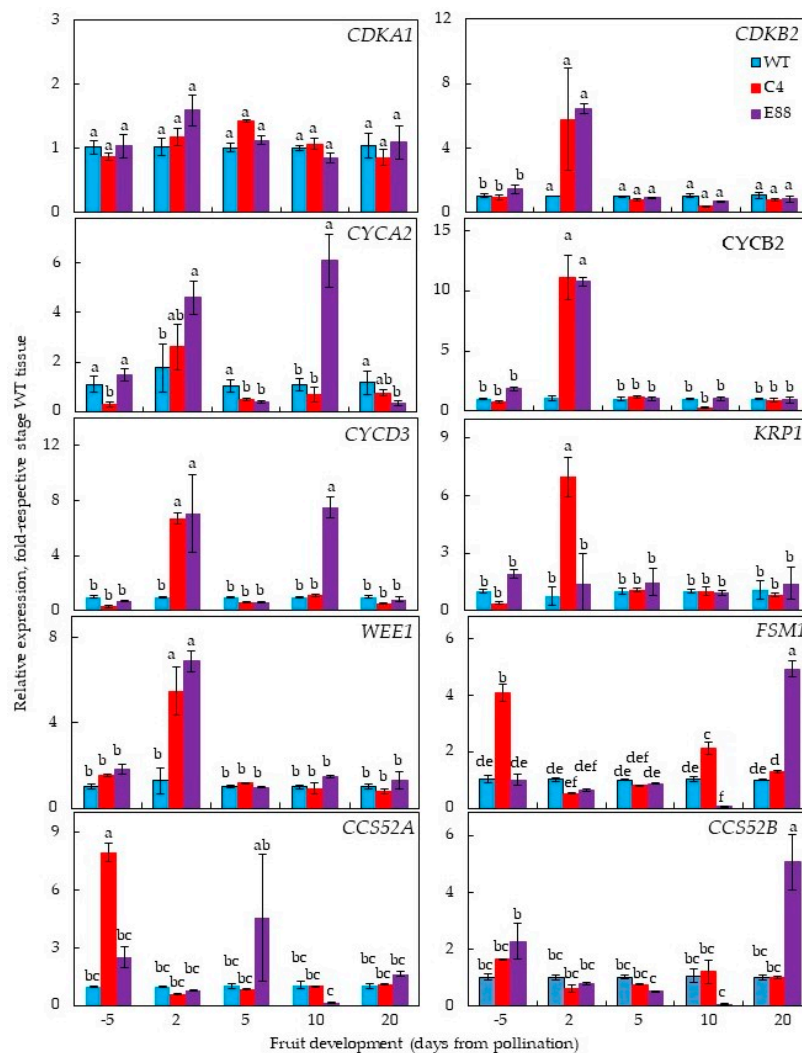 Relative expression, fold-respective stage WT tissue
CDKA1
3
2
1
0
a a a a a a a a a a a a a a a
CDKB2
WT
C4
E88
12
8
4
0
b b b a a a a a a a a a a a a
CYCA2
6
4
2
0
a b a b ab a a b b b b a a ab b
CYCB2
15
10
5
0
b b b b a a b b b b b b b b b
CYCD3
12
8
4
0
b b b b a a b b b b b a b b b
KRP1
9
6
3
0
b b b b a b b b b b b b b b b
WEE1
8
4
0
b b b b a a b b b b b b b b b
FSM1
6
4
2
0
de b de de ef def de def de de c f de d a
CCS52A
9
6
3
0
bc a bc bc bc bc bc bc ab bc bc c bc bc bc
-5 2 5 10 20
CCS52B
6
4
2
0
bc bc b bc bc bc bc bc c bc bc c bc bc a
-5 2 5 10 20
Fruit development (days from pollination)